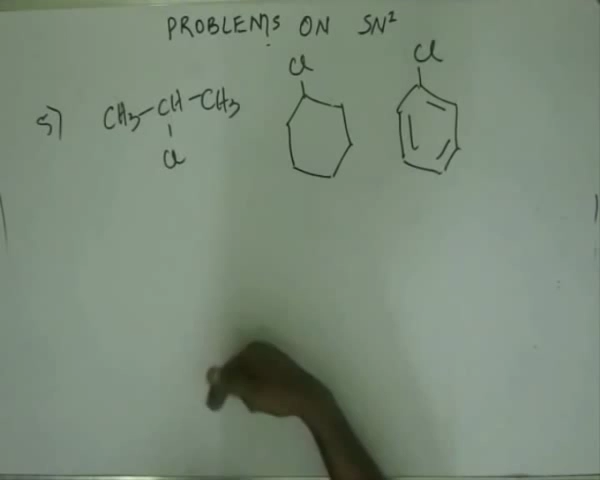 PROBLEMS ON SN²
Cl Cl
5) CH3-CH-CH3
Cl